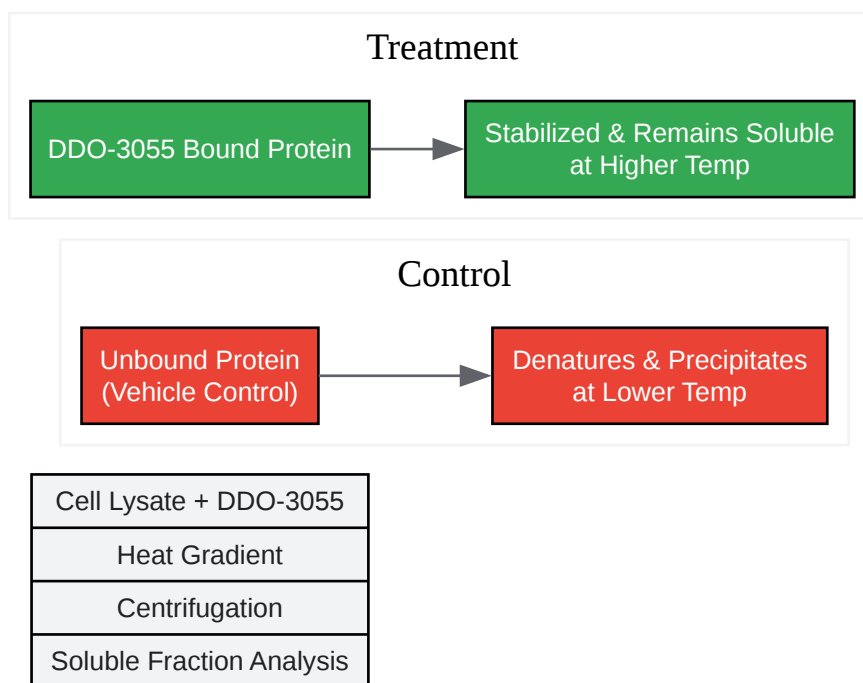 Treatment
DDO-3055 Bound Protein
Stabilized & Remains Soluble
at Higher Temp
Control
Unbound Protein
(Vehicle Control)
Denatures & Precipitates
at Lower Temp
Cell Lysate + DDO-3055
Heat Gradient
Centrifugation
Soluble Fraction Analysis